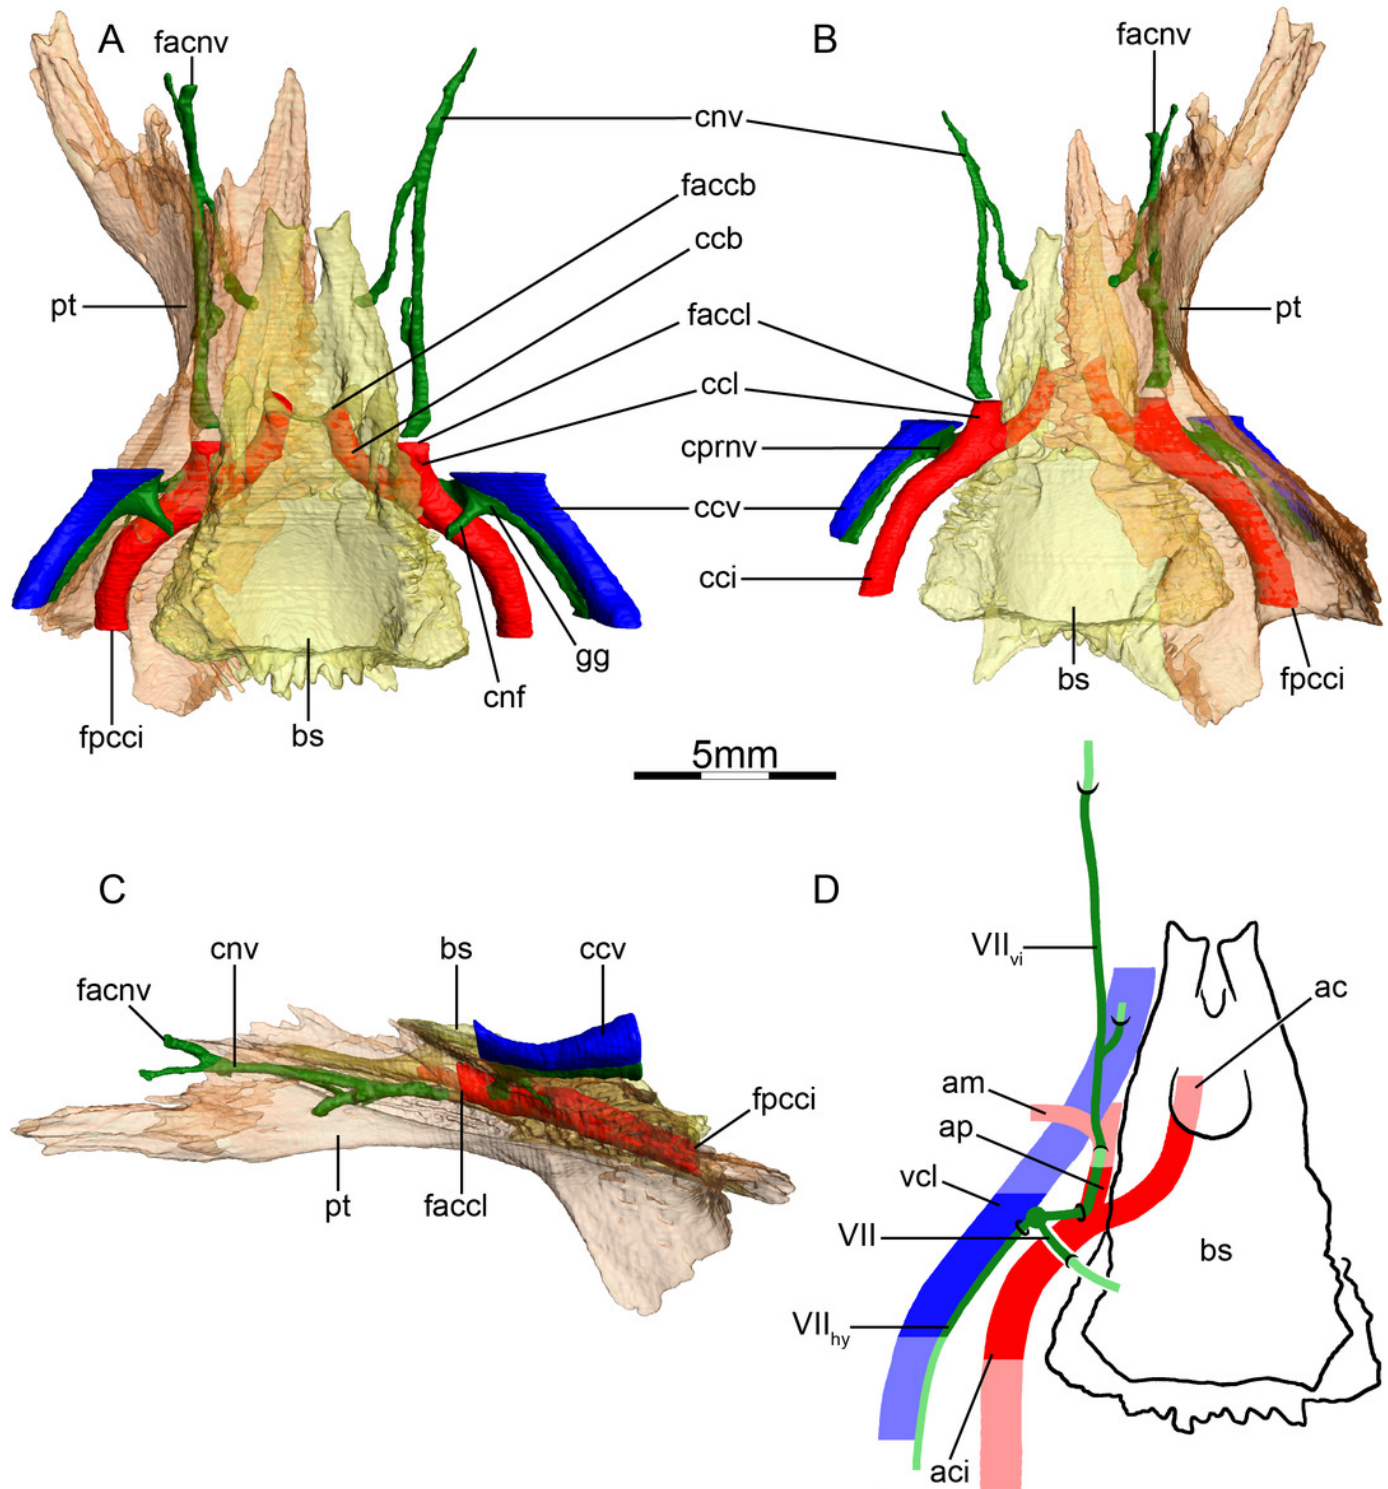 A
B
facnv
facnv
cnv
faccb
ccb
pt
faccl
pt
ccl
cprnv
ccv
cci
gg
cnf
fpcci
bs
bs
fpcci
5mm
C
D
cnv
bs
ccv
facnv
fpcci
pt
faccl
VIIvi
ac
am
ap
vcl
VII
bs
VIIhy
aci